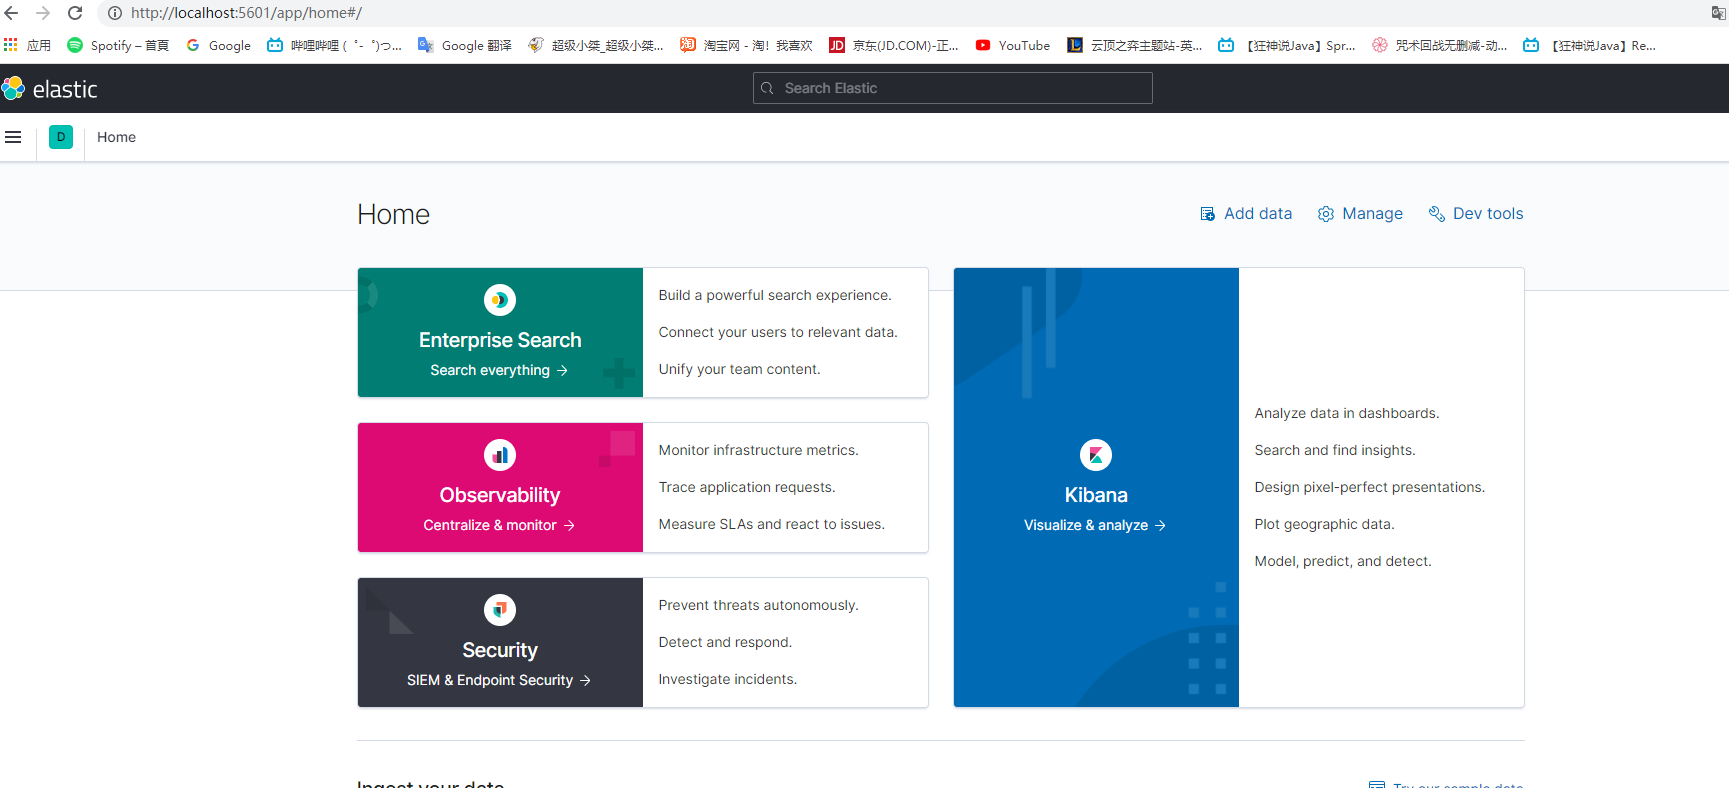 http://localhost:5601/app/home#/
应用 Spotify – 首頁 Google 哔哩哔哩 ( ゜- ゜)つ... Google 翻译 超级小桀_超级小桀... 淘宝网 - 淘！我喜欢 京东(JD.COM)-正... YouTube 云顶之弈主题站-英... 【狂神说Java】Spr... 咒术回战无删减-动... 【狂神说Java】Re...
elastic Search Elastic
D Home
Home Add data Manage Dev tools
Enterprise Search
Search everything →
Build a powerful search experience.
Connect your users to relevant data.
Unify your team content.
Observability
Centralize & monitor →
Monitor infrastructure metrics.
Trace application requests.
Measure SLAs and react to issues.
Security
SIEM & Endpoint Security →
Prevent threats autonomously.
Detect and respond.
Investigate incidents.
Kibana
Visualize & analyze →
Analyze data in dashboards.
Search and find insights.
Design pixel-perfect presentations.
Plot geographic data.
Model, predict, and detect.
Ingest your data Try our sample data